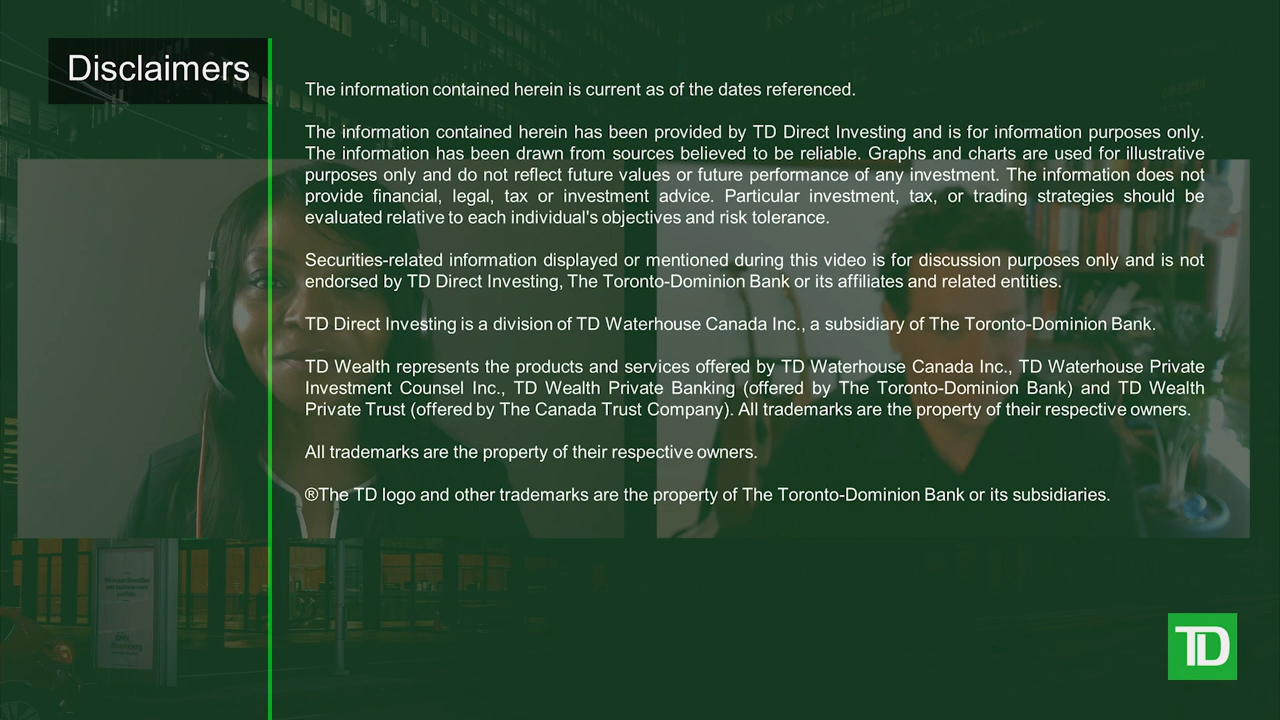 Disclaimers
The information contained herein is current as of the dates referenced.
The information contained herein has been provided by TD Direct Investing and is for information purposes only.
The information has been drawn from sources believed to be reliable. Graphs and charts are used for illustrative
purposes only and do not reflect future values or future performance of any investment. The information does not
provide financial, legal, tax or investment advice. Particular investment, tax, or trading strategies should be
evaluated relative to each individual's objectives and risk tolerance.
Securities-related information displayed or mentioned during this video is for discussion purposes only and is not
endorsed by TD Direct Investing, The Toronto-Dominion Bank or its affiliates and related entities.
TD Direct Investing is a division of TD Waterhouse Canada Inc., a subsidiary of The Toronto-Dominion Bank.
TD Wealth represents the products and services offered by TD Waterhouse Canada Inc., TD Waterhouse Private
Investment Counsel Inc., TD Wealth Private Banking (offered by The Toronto-Dominion Bank) and TD Wealth
Private Trust (offered by The Canada Trust Company). All trademarks are the property of their respective owners.
All trademarks are the property of their respective owners.
®The TD logo and other trademarks are the property of The Toronto-Dominion Bank or its subsidiaries.
TD